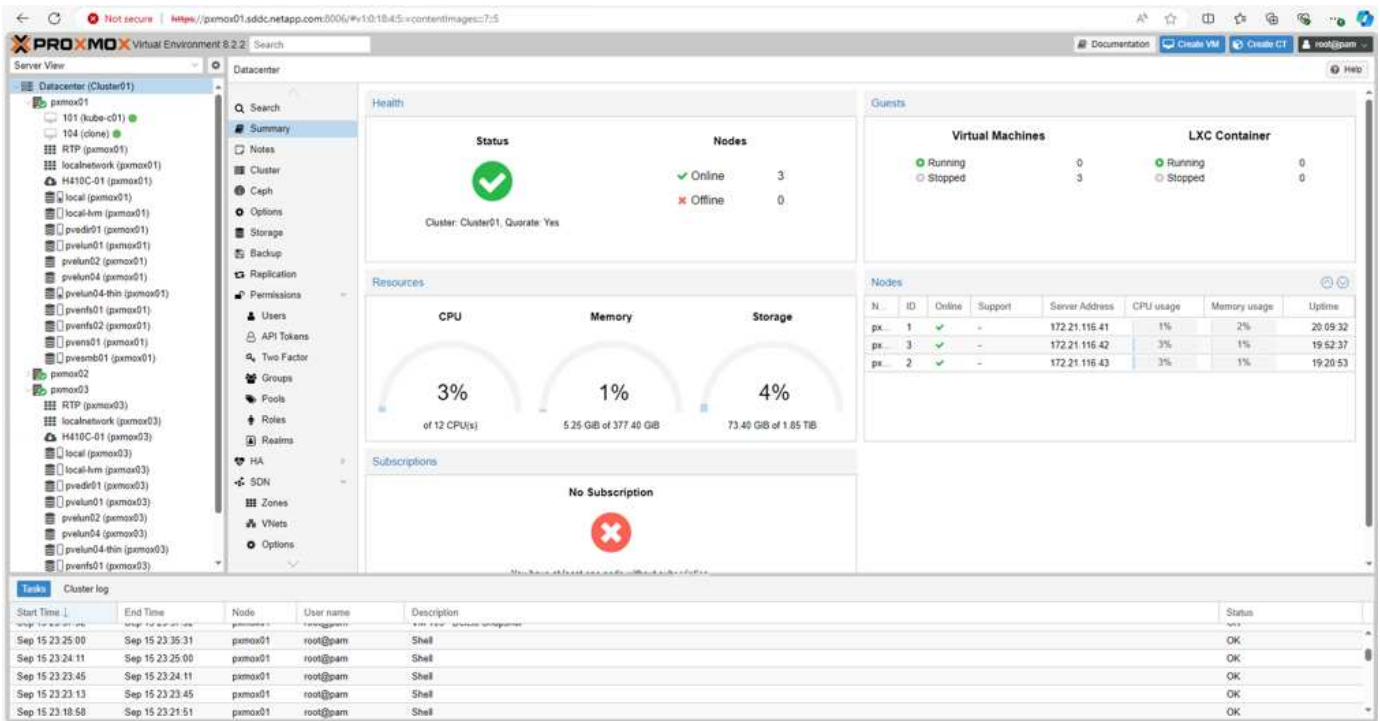 Not secure | https://pxmox01.sddc.netapp.com:8006/#v1:0:18:4:5::=contentImages::7::5
PROXMOX Virtual Environment 8.2.2 Search
Documentation Create VM Create CT root@pam
Server View
Datacenter
Help
Datacenter (Cluster01)
pxmox01
101 (kube-c01)
104 (clone)
RTP (pxmox01)
localnetwork (pxmox01)
H410C-01 (pxmox01)
local (pxmox01)
local-lvm (pxmox01)
pvedir01 (pxmox01)
pvelun01 (pxmox01)
pvelun02 (pxmox01)
pvelun04 (pxmox01)
pvelun04-thin (pxmox01)
pvenfs01 (pxmox01)
pvenfs02 (pxmox01)
pvens01 (pxmox01)
pvesmb01 (pxmox01)
pxmox02
pxmox03
RTP (pxmox03)
localnetwork (pxmox03)
H410C-01 (pxmox03)
local (pxmox03)
local-lvm (pxmox03)
pvedir01 (pxmox03)
pvelun01 (pxmox03)
pvelun02 (pxmox03)
pvelun04 (pxmox03)
pvelun04-thin (pxmox03)
pvenfs01 (pxmox03)
Search
Summary
Notes
Cluster
Ceph
Options
Storage
Backup
Replication
Permissions
Users
API Tokens
Two Factor
Groups
Pools
Roles
Realms
HA
SDN
Zones
VNets
Options
Health
Status
Nodes
Online 3
Offline 0
Cluster: Cluster01, Quorate: Yes
Guests
Virtual Machines
LXC Container
Running 0
Stopped 3
Running 0
Stopped 0
Resources
CPU
Memory
Storage
3%
1%
4%
of 12 CPU(s)
5.25 GiB of 377.40 GiB
73.40 GiB of 1.85 TiB
Nodes
N... ID Online Support Server Address CPU usage Memory usage Uptime
px... 1 - 172.21.116.41 1% 2% 20:09:32
px... 3 - 172.21.116.42 3% 1% 19:52:37
px... 2 - 172.21.116.43 3% 1% 19:20:53
Subscriptions
No Subscription
You have at least one node without subscription.
Tasks Cluster log
Start Time End Time Node User name Description Status
Sep 15 23:25:00 Sep 15 23:35:31 pxmox01 root@pam Shell OK
Sep 15 23:24:11 Sep 15 23:25:00 pxmox01 root@pam Shell OK
Sep 15 23:23:45 Sep 15 23:24:11 pxmox01 root@pam Shell OK
Sep 15 23:23:13 Sep 15 23:23:45 pxmox01 root@pam Shell OK
Sep 15 23:18:58 Sep 15 23:21:51 pxmox01 root@pam Shell OK